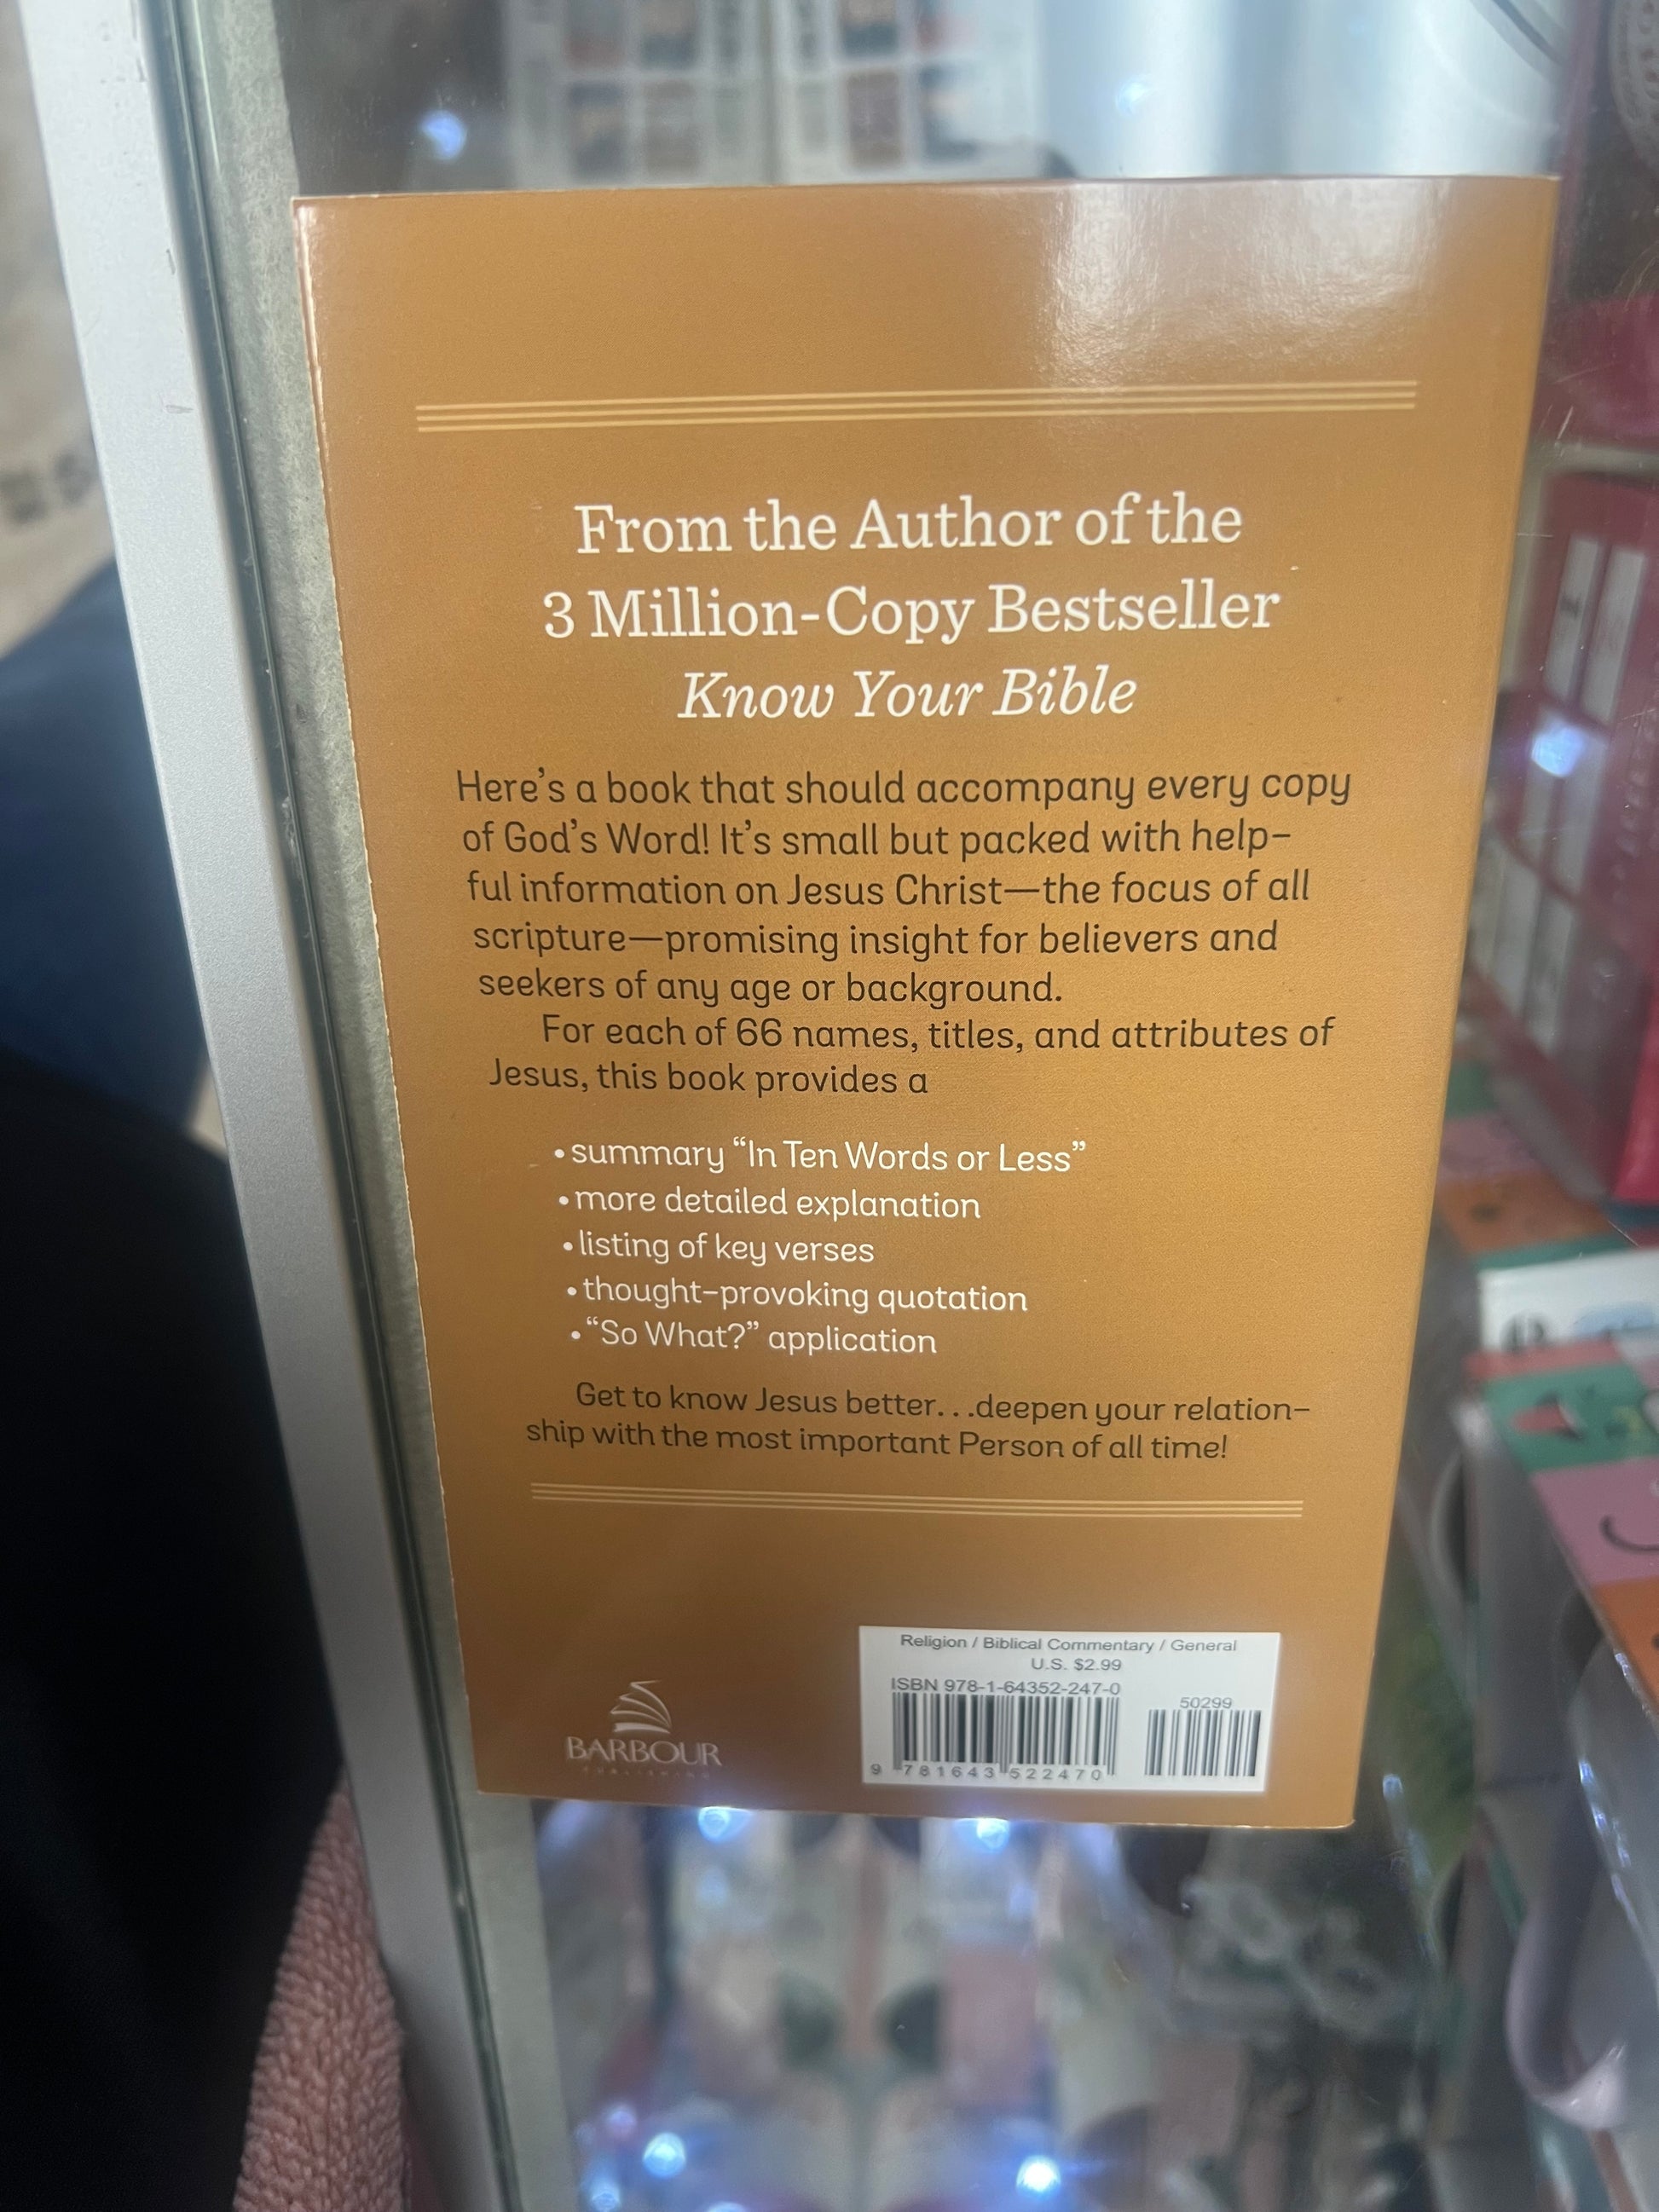 From the Author of the
3 Million-Copy Bestseller
Know Your Bible
Here's a book that should accompany every copy
of God's Word! It's small but packed with help-
ful information on Jesus Christ—the focus of all
scripture—promising insight for believers and
seekers of any age or background.
For each of 66 names, titles, and attributes of
Jesus, this book provides a
• summary “In Ten Words or Less”
• more detailed explanation
• listing of key verses
• thought-provoking quotation
• “So What?” application
Get to know Jesus better. . .deepen your relation-
ship with the most important Person of all time!
Religion / Biblical Commentary / General
U.S. $2.99
ISBN 978-1-64352-247-0
50299
9 781643 522470
BARBOUR